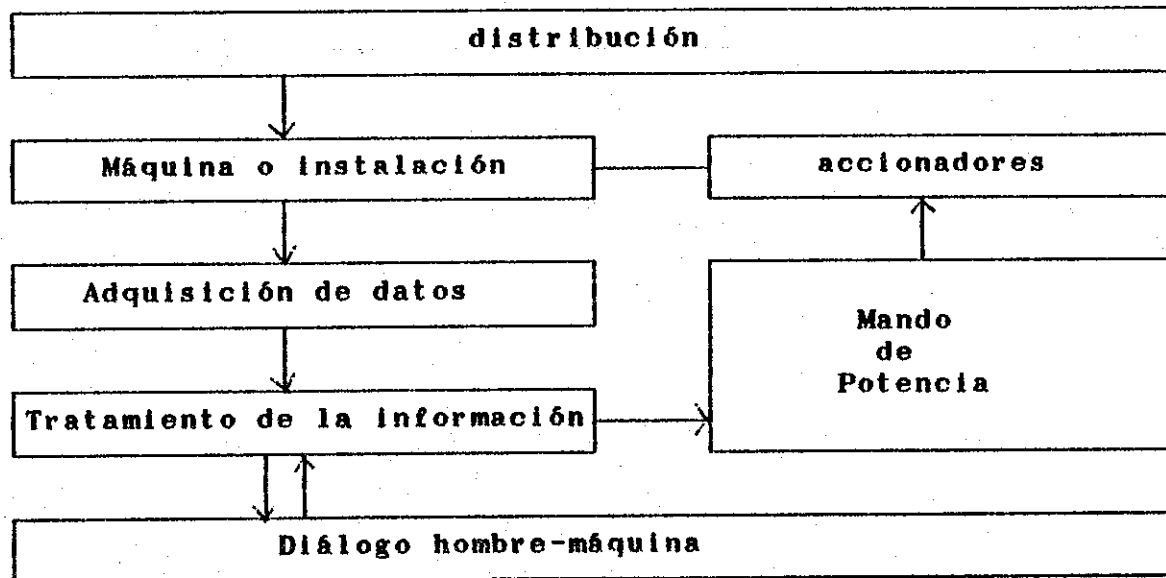 distribución
Máquina o instalación
accionadores
Adquisición de datos
Mando
de
Potencia
Tratamiento de la información
Diálogo hombre-máquina